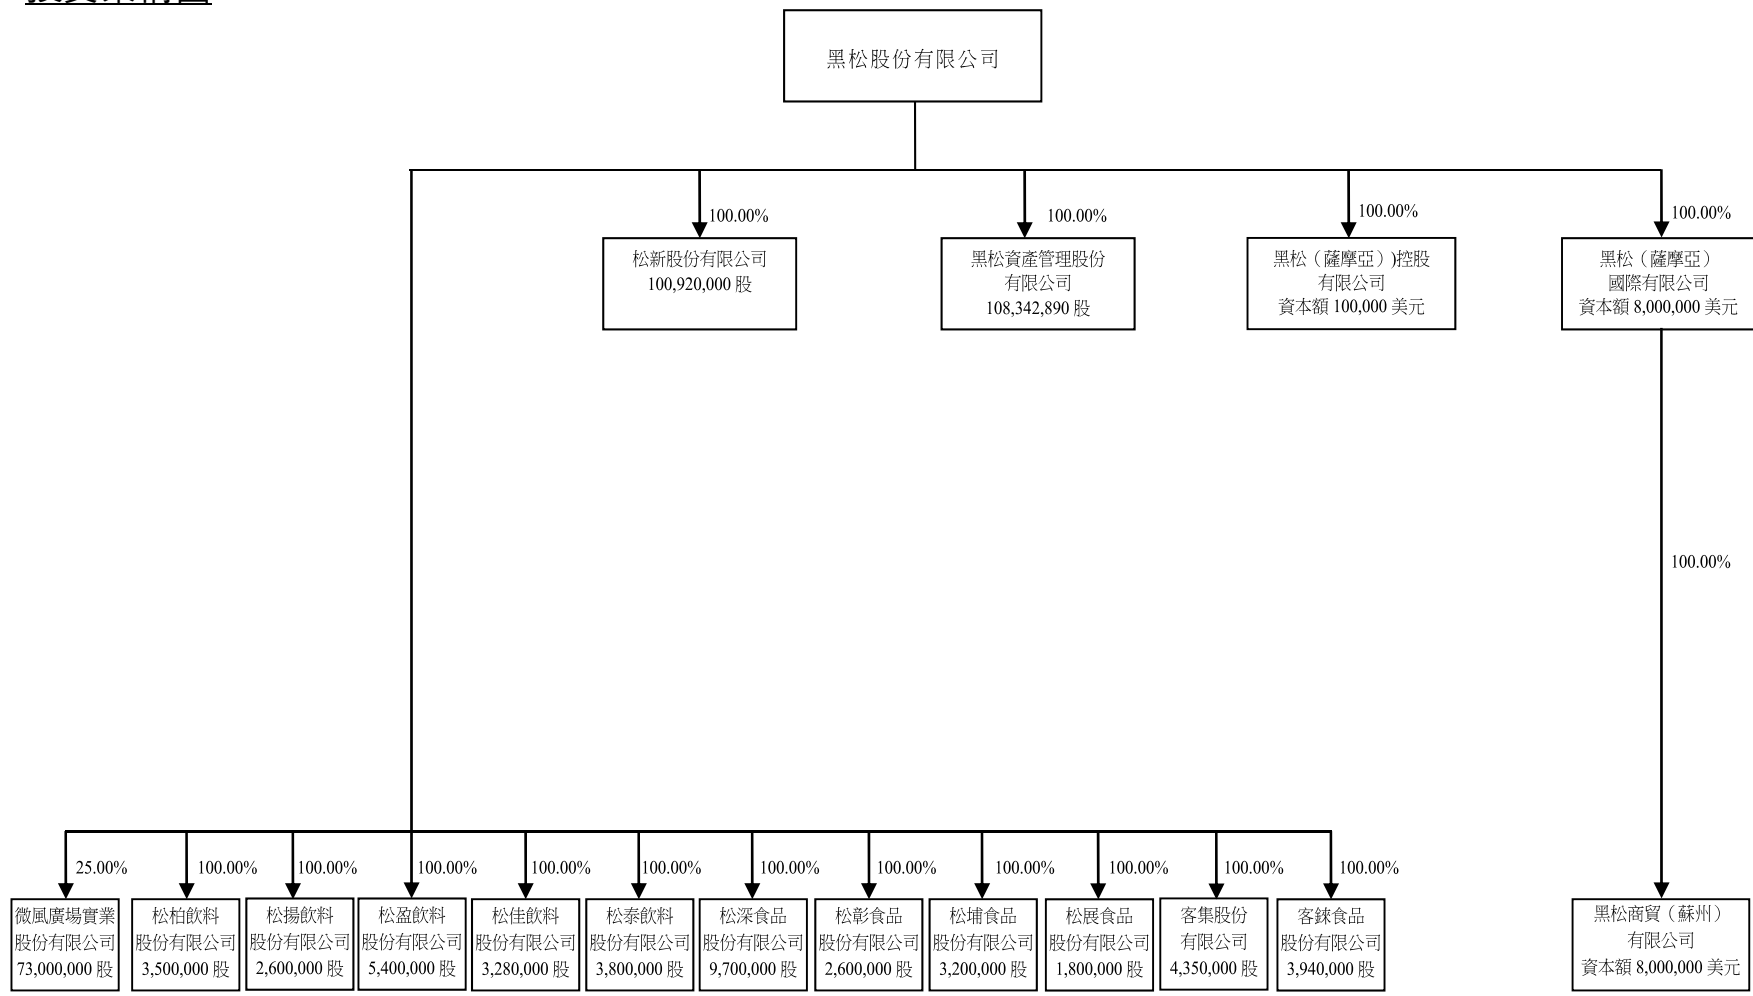 黑松股份有限公司
100.00%
100.00%
100.00%
100.00%
松新股份有限公司
100,920,000 股
黑松資產管理股份
有限公司
108,342,890 股
黑松（薩摩亞）)控股
有限公司
資本額 100,000 美元
黑松（薩摩亞）
國際有限公司
資本額 8,000,000 美元
100.00%
25.00%
100.00%
100.00%
100.00%
100.00%
100.00%
100.00%
100.00%
100.00%
100.00%
100.00%
100.00%
微風廣場實業
股份有限公司
73,000,000 股
松柏飲料
股份有限公司
3,500,000 股
松揚飲料
股份有限公司
2,600,000 股
松盈飲料
股份有限公司
5,400,000 股
松佳飲料
股份有限公司
3,280,000 股
松泰飲料
股份有限公司
3,800,000 股
松深食品
股份有限公司
9,700,000 股
松彰食品
股份有限公司
2,600,000 股
松埔食品
股份有限公司
3,200,000 股
松展食品
股份有限公司
1,800,000 股
客集股份
有限公司
4,350,000 股
客錸食品
股份有限公司
3,940,000 股
黑松商貿（蘇州）
有限公司
資本額 8,000,000 美元